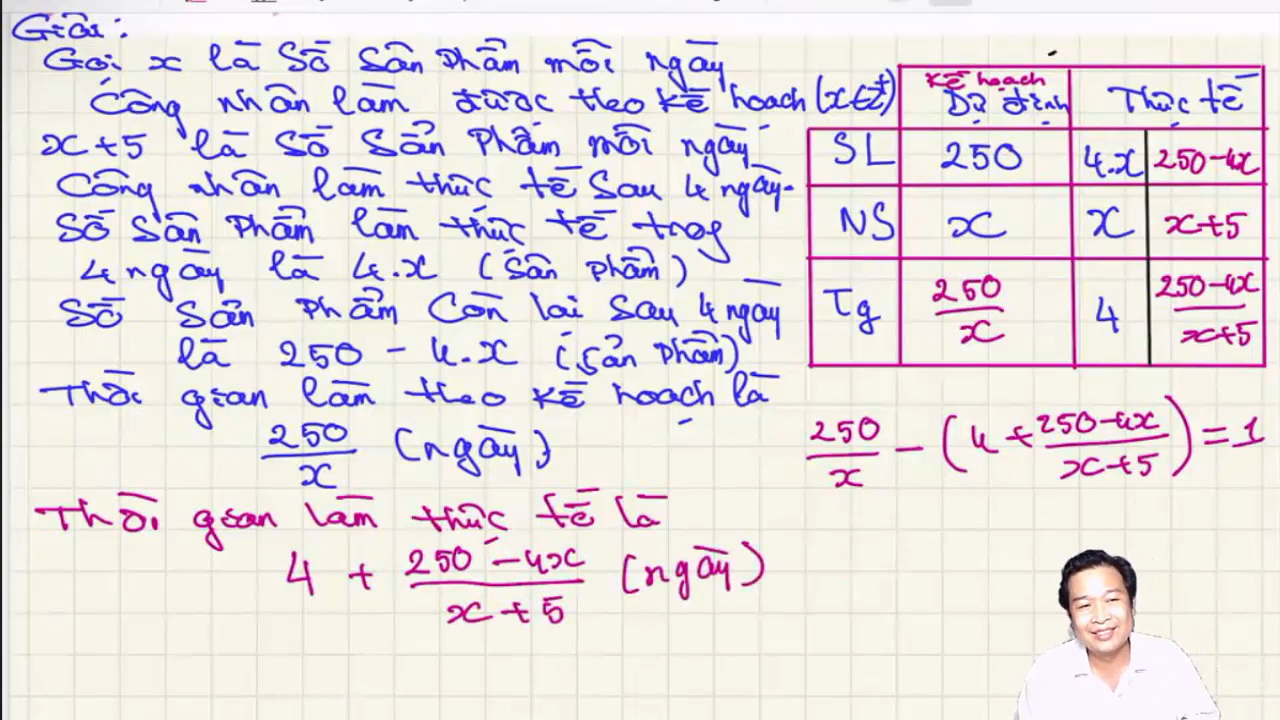 Giải:
Gọi x là số sản phẩm mỗi ngày
Công nhân làm được theo kế hoạch (x∈Z⁺)
x+5 là số sản phẩm mỗi ngày
Công nhân làm thực tế sau 4 ngày.
Số sản phẩm làm thực tế trog
4 ngày là 4.x (sản phẩm)
Số sản phẩm còn lại sau 4 ngày
là 250 - 4.x (sản phẩm)
Thời gian làm theo kế hoạch là
250/x (ngày)
Thời gian làm thực tế là
4 + (250-4x)/(x+5) (ngày)
Kế hoạch
Dự định Thực tế
SL 250 4.x 250-4x
NS x x x+5
Tg 250/x 4 (250-4x)/(x+5)
250/x - (4 + (250-4x)/(x+5)) = 1